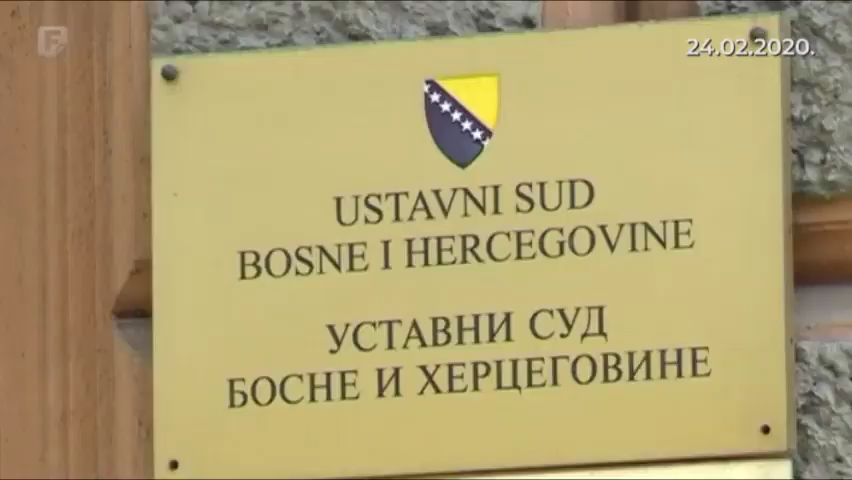 24.02.2020.
USTAVNI SUD
BOSNE I HERCEGOVINE
УСТАВНИ СУД
БОСНЕ И ХЕРЦЕГОВИНЕ